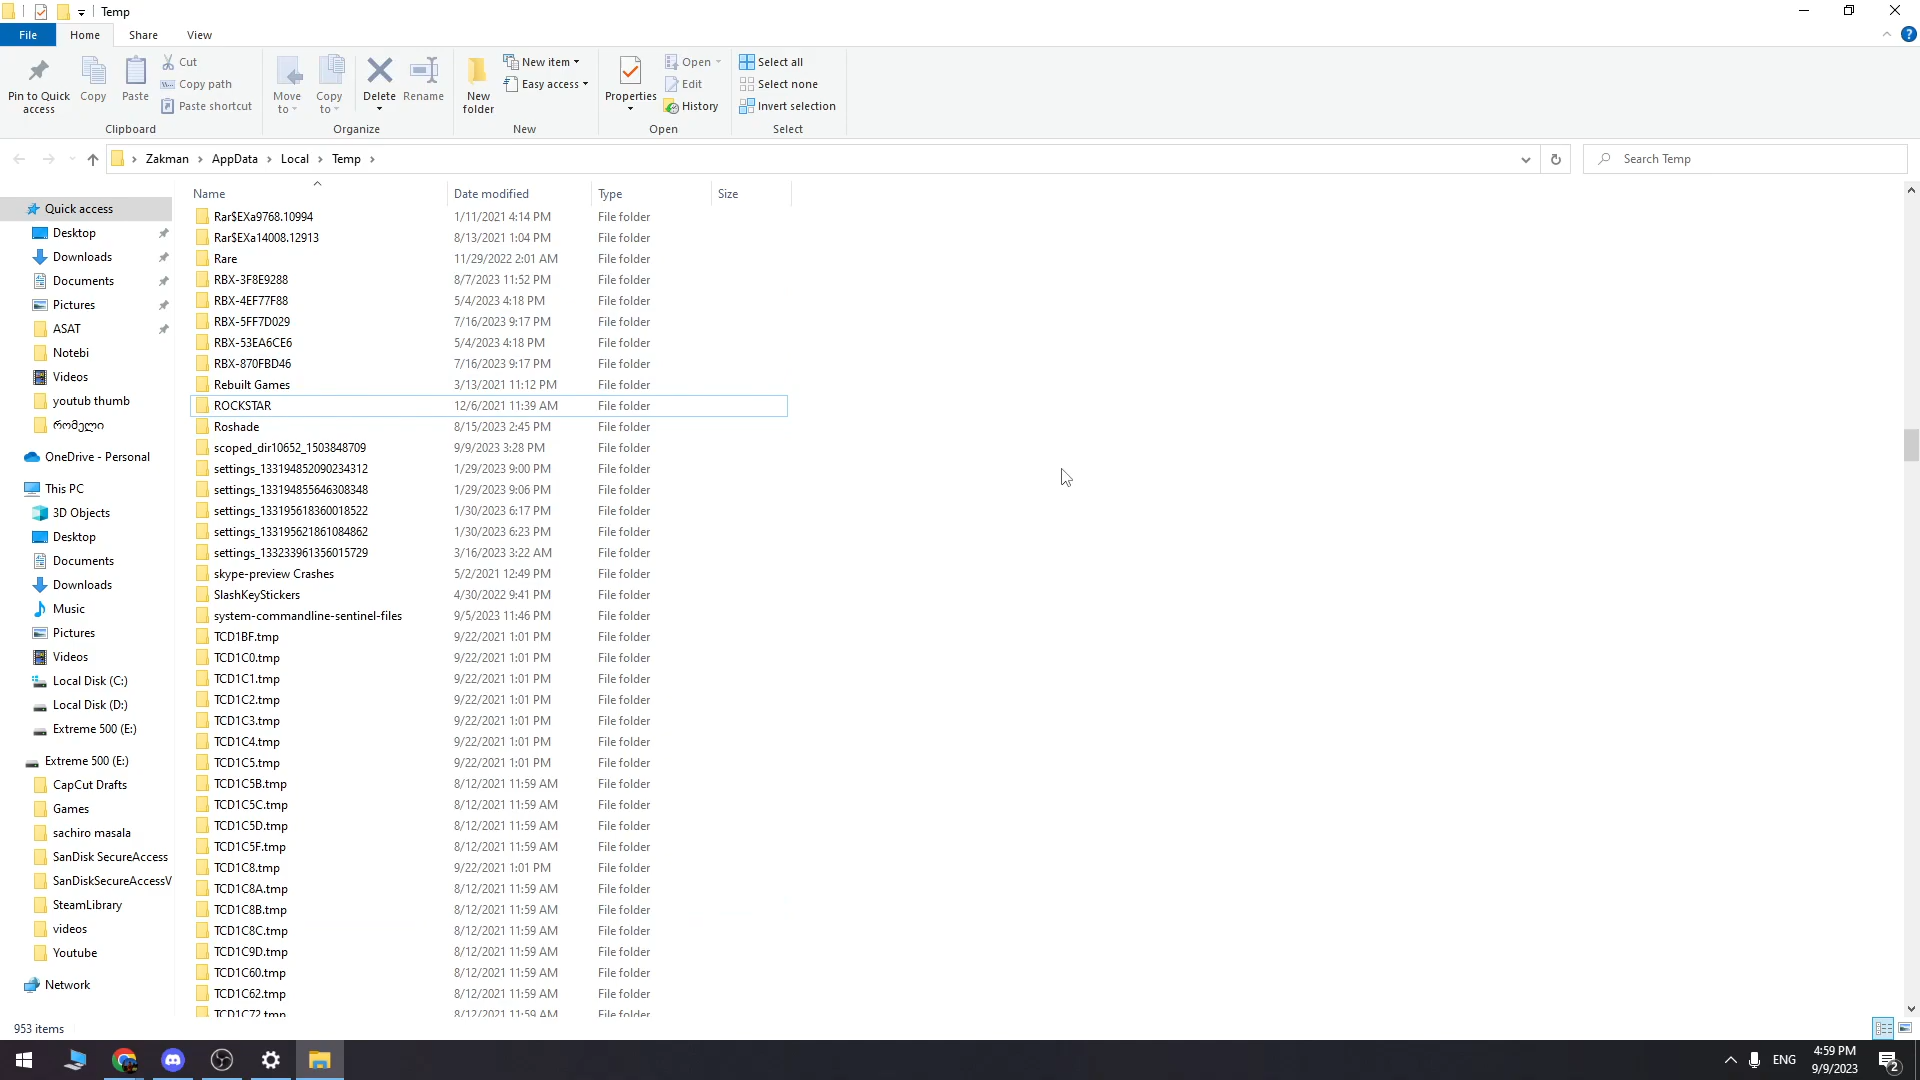 Temp
File Home Share View
Pin to Quick access
Copy
Paste
Cut
Copy path
Paste shortcut
Clipboard
Move to
Copy to
Delete
Rename
Organize
New folder
New item
Easy access
New
Properties
Open
Edit
History
Open
Select all
Select none
Invert selection
Select
Zakman > AppData > Local > Temp >
Search Temp
Quick access
Desktop
Downloads
Documents
Pictures
ASAT
Notebi
Videos
youtub thumb
რომელი
OneDrive - Personal
This PC
3D Objects
Desktop
Documents
Downloads
Music
Pictures
Videos
Local Disk (C:)
Local Disk (D:)
Extreme 500 (E:)
Extreme 500 (E:)
CapCut Drafts
Games
sachiro masala
SanDisk SecureAccess
SanDiskSecureAccessV
SteamLibrary
videos
Youtube
Network
Name Date modified Type Size
Rar$EXa9768.10994 1/11/2021 4:14 PM File folder
Rar$EXa14008.12913 8/13/2021 1:04 PM File folder
Rare 11/29/2022 2:01 AM File folder
RBX-3F8E9288 8/7/2023 11:52 PM File folder
RBX-4EF77F88 5/4/2023 4:18 PM File folder
RBX-5FF7D029 7/16/2023 9:17 PM File folder
RBX-53EA6CE6 5/4/2023 4:18 PM File folder
RBX-870FBD46 7/16/2023 9:17 PM File folder
Rebuilt Games 3/13/2021 11:12 PM File folder
ROCKSTAR 12/6/2021 11:39 AM File folder
Roshade 8/15/2023 2:45 PM File folder
scoped_dir10652_1503848709 9/9/2023 3:28 PM File folder
settings_133194852090234312 1/29/2023 9:00 PM File folder
settings_133194855646308348 1/29/2023 9:06 PM File folder
settings_133195618360018522 1/30/2023 6:17 PM File folder
settings_133195621861084862 1/30/2023 6:23 PM File folder
settings_133233961356015729 3/16/2023 3:22 AM File folder
skype-preview Crashes 5/2/2021 12:49 PM File folder
SlashKeyStickers 4/30/2022 9:41 PM File folder
system-commandline-sentinel-files 9/5/2023 11:46 PM File folder
TCD1BF.tmp 9/22/2021 1:01 PM File folder
TCD1C0.tmp 9/22/2021 1:01 PM File folder
TCD1C1.tmp 9/22/2021 1:01 PM File folder
TCD1C2.tmp 9/22/2021 1:01 PM File folder
TCD1C3.tmp 9/22/2021 1:01 PM File folder
TCD1C4.tmp 9/22/2021 1:01 PM File folder
TCD1C5.tmp 9/22/2021 1:01 PM File folder
TCD1C5B.tmp 8/12/2021 11:59 AM File folder
TCD1C5C.tmp 8/12/2021 11:59 AM File folder
TCD1C5D.tmp 8/12/2021 11:59 AM File folder
TCD1C5F.tmp 8/12/2021 11:59 AM File folder
TCD1C8.tmp 9/22/2021 1:01 PM File folder
TCD1C8A.tmp 8/12/2021 11:59 AM File folder
TCD1C8B.tmp 8/12/2021 11:59 AM File folder
TCD1C8C.tmp 8/12/2021 11:59 AM File folder
TCD1C9D.tmp 8/12/2021 11:59 AM File folder
TCD1C60.tmp 8/12/2021 11:59 AM File folder
TCD1C62.tmp 8/12/2021 11:59 AM File folder
TCD1C72.tmp 8/12/2021 11:59 AM File folder
953 items
ENG
4:59 PM
9/9/2023
2